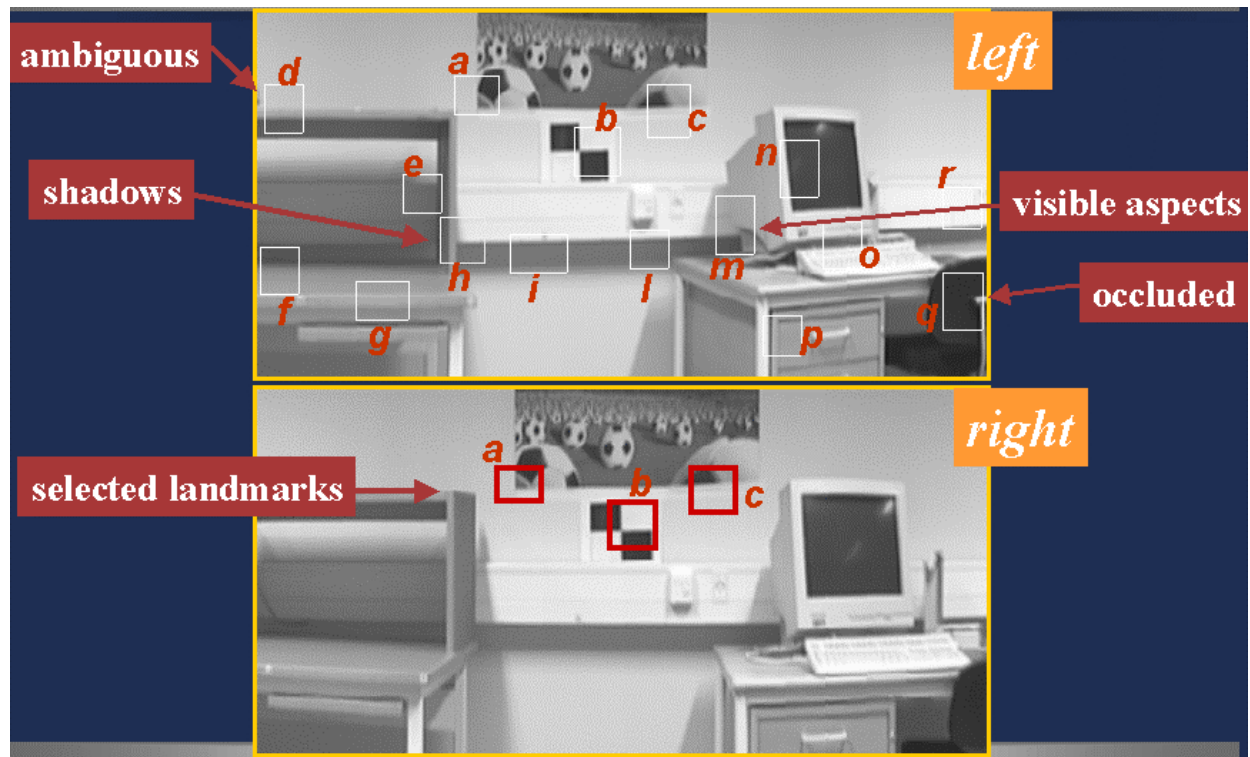 left
ambiguous
d
a
b
c
n
e
r
shadows
visible aspects
h
i
l
m
o
f
g
p
q
occluded
right
a
b
c
selected landmarks